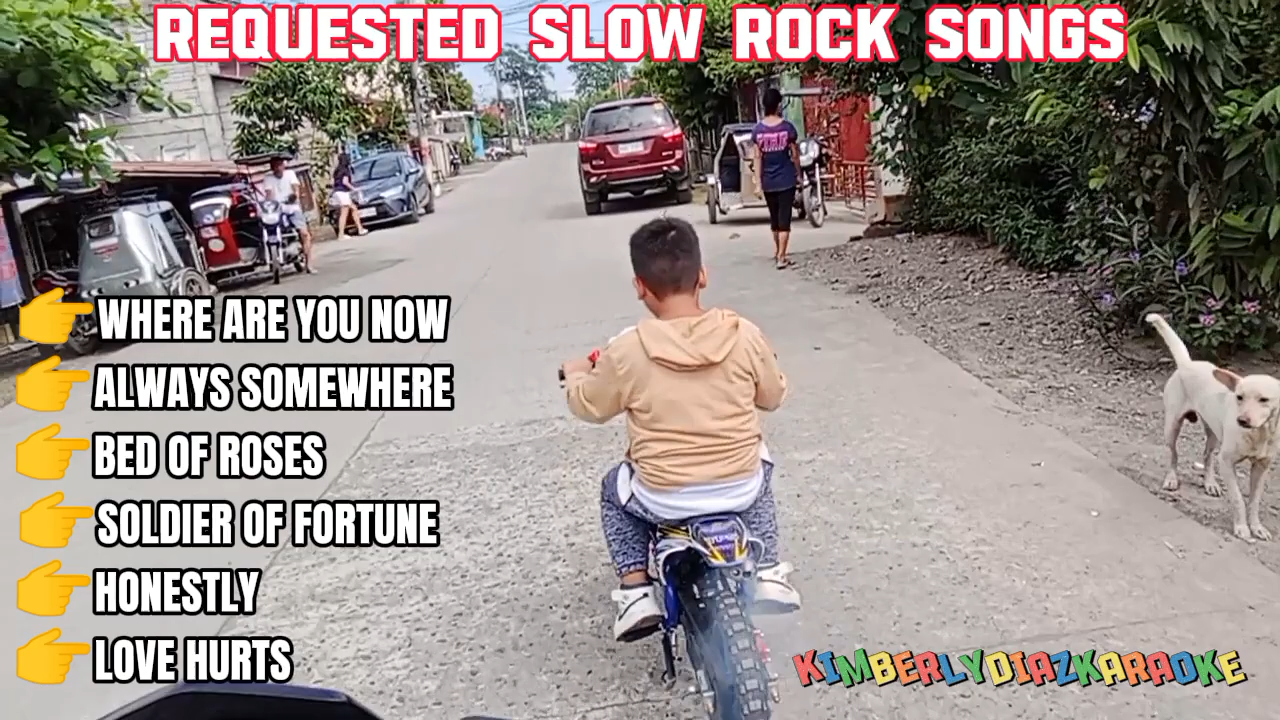 REQUESTED SLOW ROCK SONGS
WHERE ARE YOU NOW
ALWAYS SOMEWHERE
BED OF ROSES
SOLDIER OF FORTUNE
HONESTLY
LOVE HURTS
KIMBERLYDIAZKARAOKE